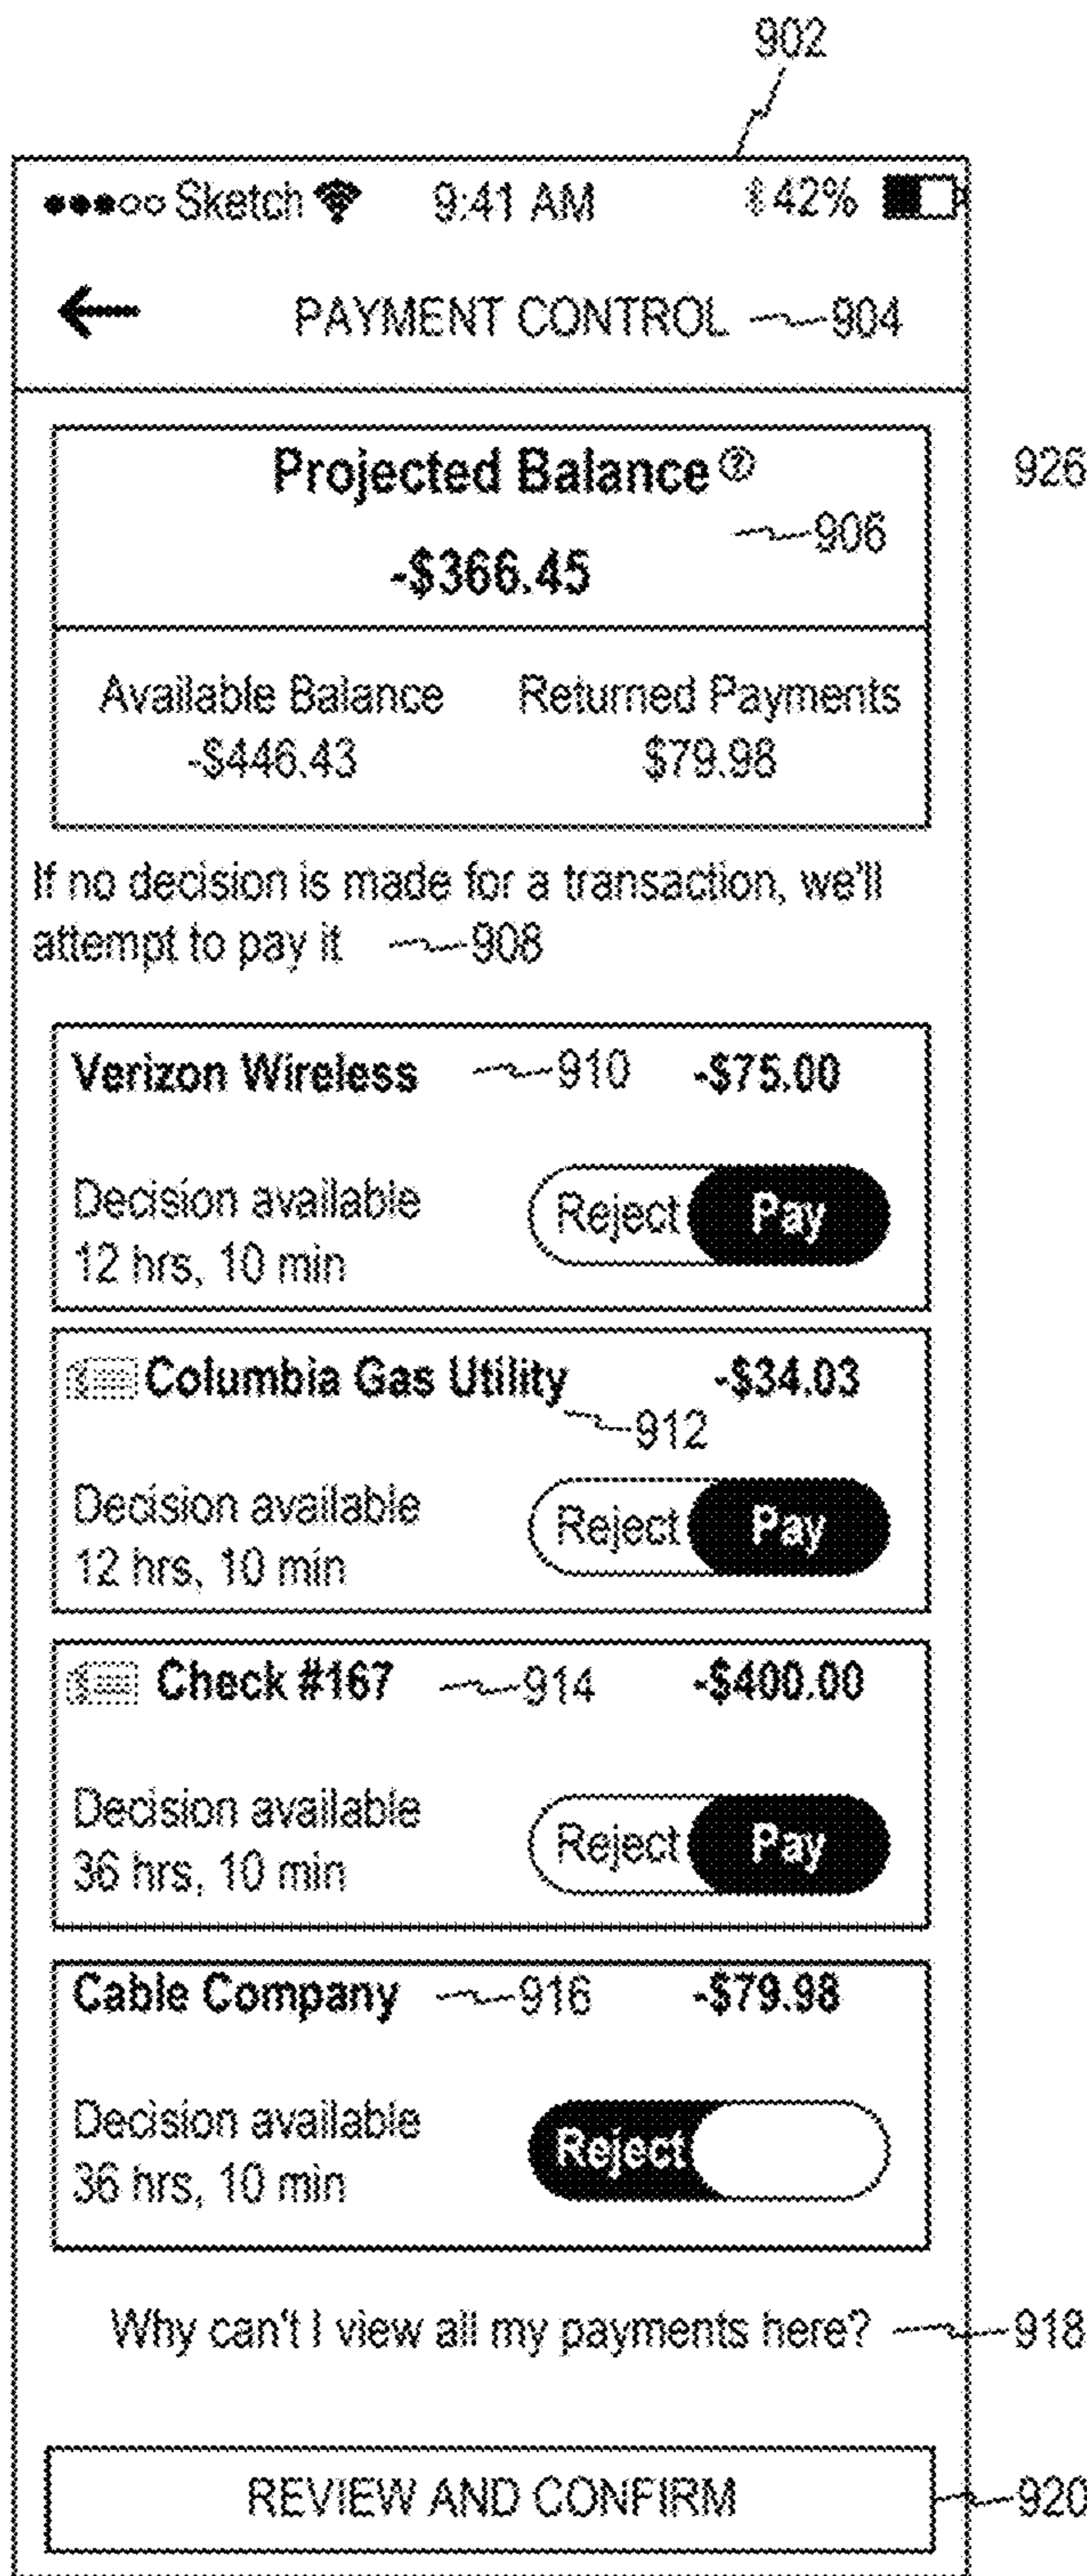 902
Sketch 9:41 AM 42%
PAYMENT CONTROL 904
Projected Balance ?
926
906
-$366.45
Available Balance Returned Payments
-$446.43 $79.98
If no decision is made for a transaction, we'll
attempt to pay it 908
Verizon Wireless 910 -$75.00
Decision available
12 hrs, 10 min
Reject Pay
Columbia Gas Utility -$34.03
912
Decision available
12 hrs, 10 min
Reject Pay
Check #167 914 -$400.00
Decision available
36 hrs, 10 min
Reject Pay
Cable Company 916 -$79.98
Decision available
36 hrs, 10 min
Reject
Why can't I view all my payments here? 918
REVIEW AND CONFIRM 920